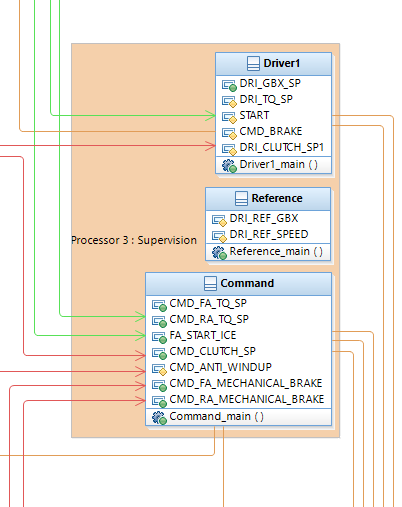 Driver1
DRI_GBX_SP
DRI_TQ_SP
START
CMD_BRAKE
DRI_CLUTCH_SP1
Driver1_main ( )
Reference
DRI_REF_GBX
DRI_REF_SPEED
Reference_main ( )
Processor 3 : Supervision
Command
CMD_FA_TQ_SP
CMD_RA_TQ_SP
FA_START_ICE
CMD_CLUTCH_SP
CMD_ANTI_WINDUP
CMD_FA_MECHANICAL_BRAKE
CMD_RA_MECHANICAL_BRAKE
Command_main ( )